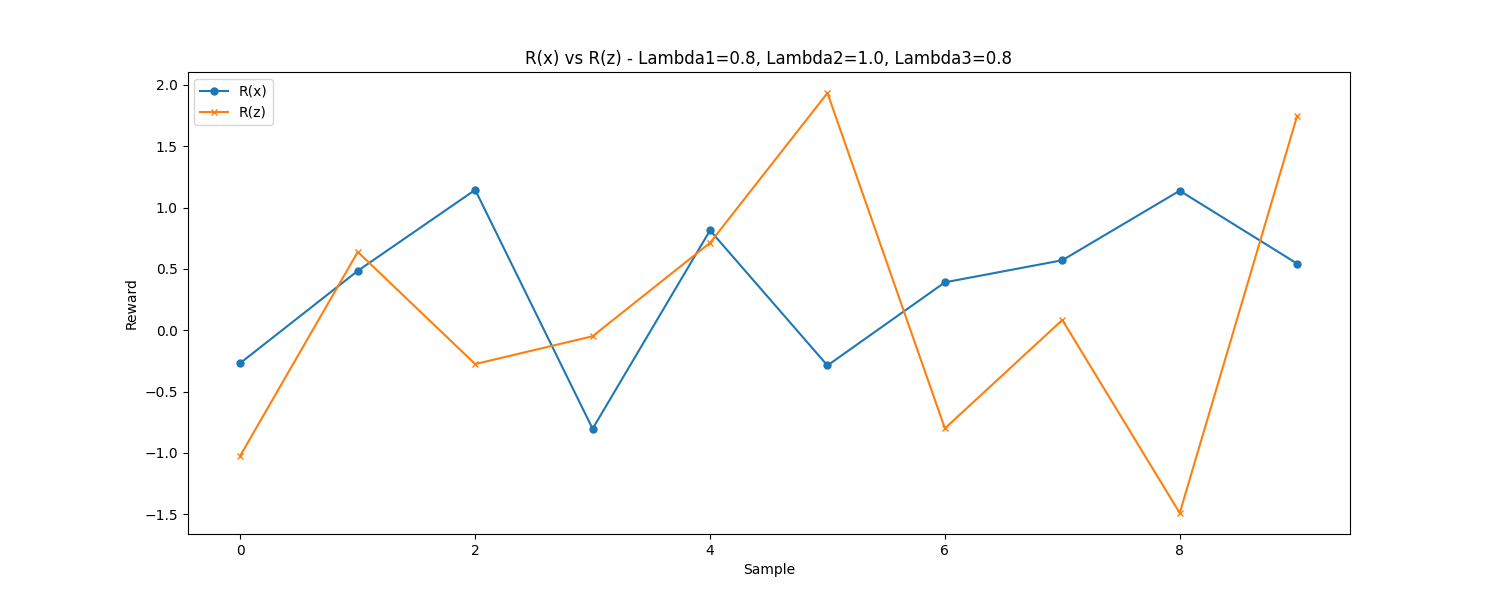 R(x) vs R(z) - Lambda1=0.8, Lambda2=1.0, Lambda3=0.8
R(x)
R(z)
2.0
1.5
1.0
0.5
0.0
−0.5
−1.0
−1.5
Reward
0 2 4 6 8
Sample